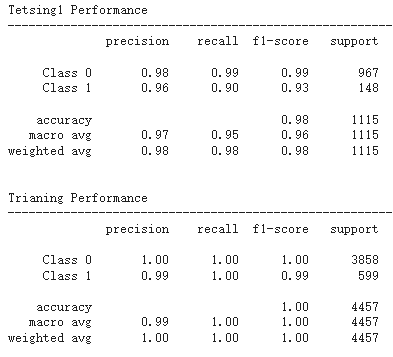 Tetsing1 Performance
------------------------------------------------------
precision recall f1-score support
Class 0 0.98 0.99 0.99 967
Class 1 0.96 0.90 0.93 148
accuracy 0.98 1115
macro avg 0.97 0.95 0.96 1115
weighted avg 0.98 0.98 0.98 1115
Trianing Performance
------------------------------------------------------
precision recall f1-score support
Class 0 1.00 1.00 1.00 3858
Class 1 0.99 1.00 0.99 599
accuracy 1.00 4457
macro avg 0.99 1.00 1.00 4457
weighted avg 1.00 1.00 1.00 4457